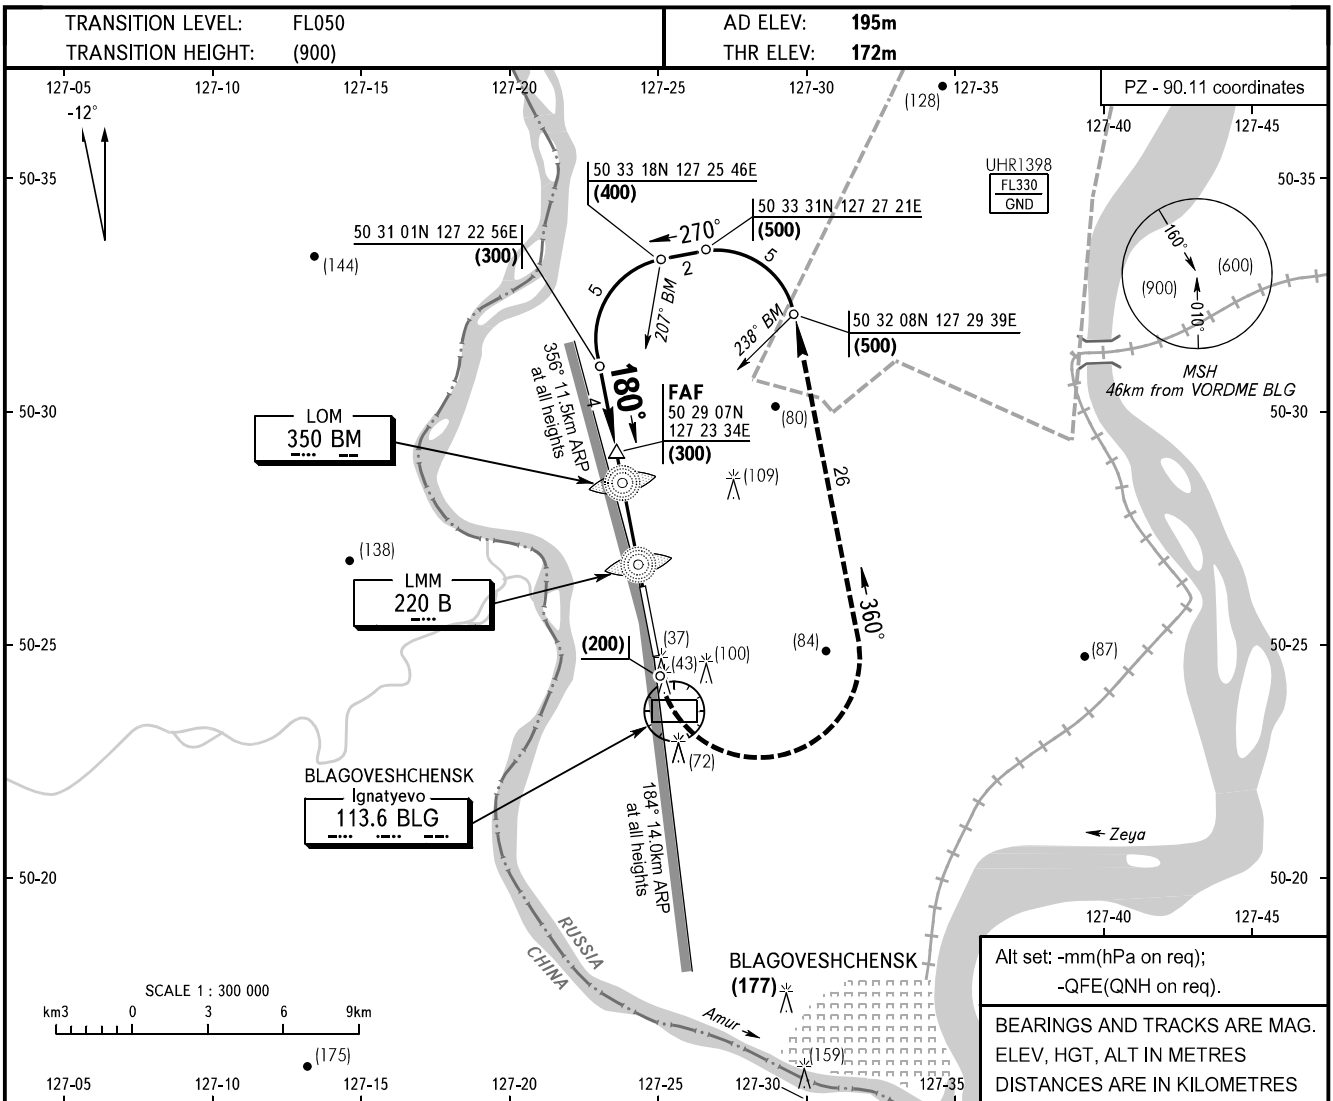 TRANSITION LEVEL: FL050
TRANSITION HEIGHT: (900)
AD ELEV: 195m
THR ELEV: 172m
127-05 127-10 127-15 127-20 127-25 127-30 127-35
(128)
PZ - 90.11 coordinates
127-40 127-45
-12°
50-35
50 33 18N 127 25 46E
(400)
UHR1398
FL330
GND
50-35
50 33 31N 127 27 21E
(500)
50 31 01N 127 22 56E
(300)
270°
2
5
5
(144)
160°
(600)
(900)
010°
207° BM
238° BM
50 32 08N 127 29 39E
(500)
MSH
46km from VORDME BLG
356° 11.5km ARP
at all heights
180°
4
FAF
50 29 07N
127 23 34E
(300)
50-30
(80)
50-30
LOM
350 BM
(109)
26
(138)
LMM
220 B
360°
50-25
(200)
(37)
(43)
(100)
(84)
(87)
50-25
(72)
BLAGOVESHCHENSK
Ignatyevo
113.6 BLG
184° 14.0km ARP
at all heights
Zeya
50-20
50-20
127-40 127-45
RUSSIA
CHINA
BLAGOVESHCHENSK
(177)
Alt set: -mm(hPa on req);
-QFE(QNH on req).
SCALE 1 : 300 000
km3 0 3 6 9km
Amur
(175)
(159)
BEARINGS AND TRACKS ARE MAG.
ELEV, HGT, ALT IN METRES
DISTANCES ARE IN KILOMETRES
127-05 127-10 127-15 127-20 127-25 127-30 127-35